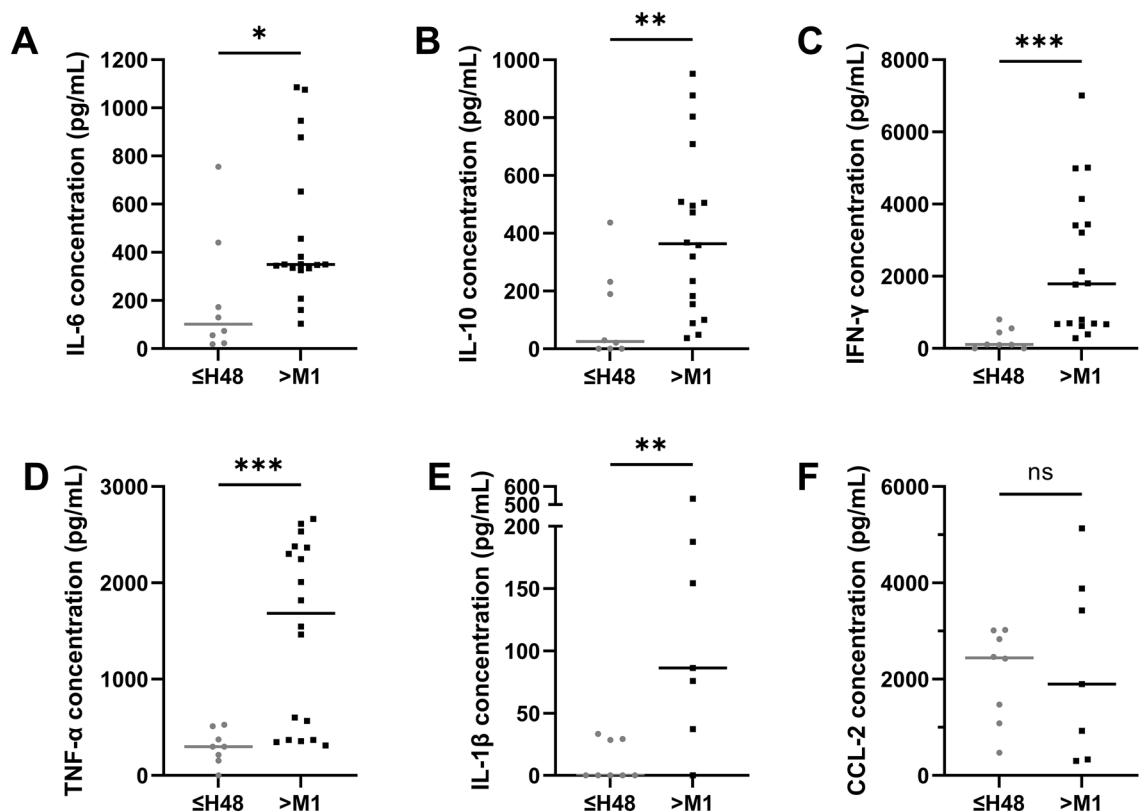 A
*
IL-6 concentration (pg/mL)
1200
1000
800
600
400
200
0
≤H48 >M1
B
**
IL-10 concentration (pg/mL)
1000
800
600
400
200
0
≤H48 >M1
C
***
IFN-γ concentration (pg/mL)
8000
6000
4000
2000
0
≤H48 >M1
D
***
TNF-α concentration (pg/mL)
3000
2000
1000
0
≤H48 >M1
E
**
IL-1β concentration (pg/mL)
600
500
200
150
100
50
0
≤H48 >M1
F
ns
CCL-2 concentration (pg/mL)
6000
4000
2000
0
≤H48 >M1